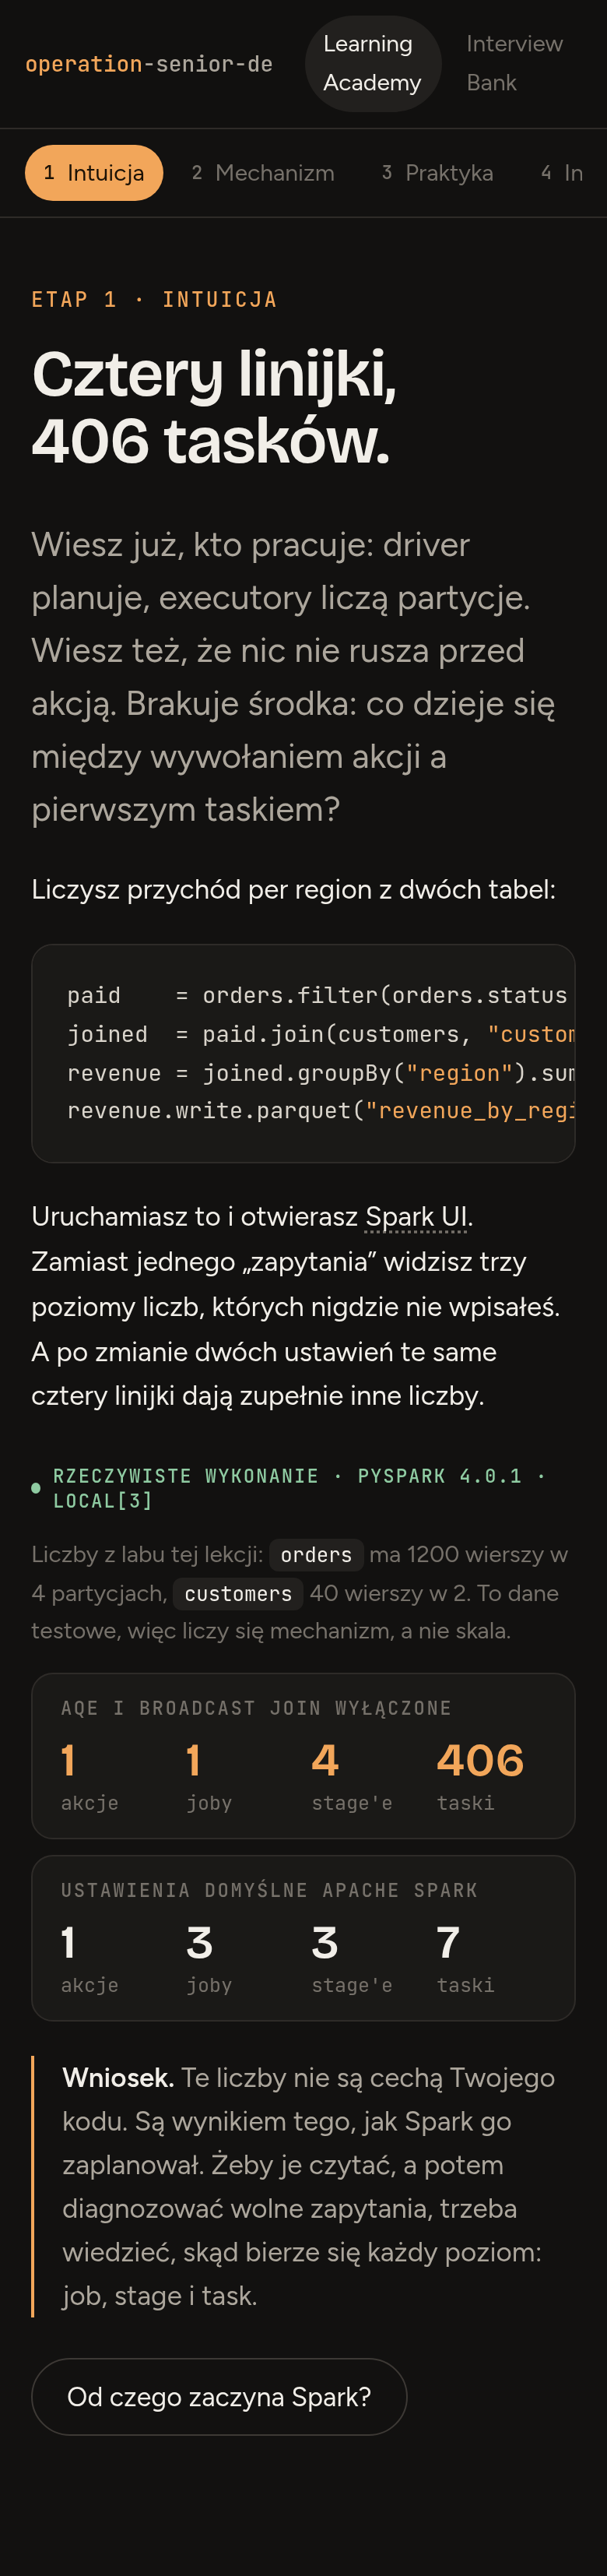 operation-senior-de
Learning
Academy
Interview
Bank
1 Intuicja
2 Mechanizm
3 Praktyka
4 In
ETAP 1 · INTUICJA
Cztery linijki,
406 tasków.
Wiesz już, kto pracuje: driver
planuje, executory liczą partycje.
Wiesz też, że nic nie rusza przed
akcją. Brakuje środka: co dzieje się
między wywołaniem akcji a
pierwszym taskiem?
Liczysz przychód per region z dwóch tabel:
paid    = orders.filter(orders.status
joined  = paid.join(customers, "custom
revenue = joined.groupBy("region").sum
revenue.write.parquet("revenue_by_regi
Uruchamiasz to i otwierasz Spark UI.
Zamiast jednego „zapytania” widzisz trzy
poziomy liczb, których nigdzie nie wpisałeś.
A po zmianie dwóch ustawień te same
cztery linijki dają zupełnie inne liczby.
RZECZYWISTE WYKONANIE · PYSPARK 4.0.1 ·
LOCAL[3]
Liczby z labu tej lekcji: orders ma 1200 wierszy w
4 partycjach, customers 40 wierszy w 2. To dane
testowe, więc liczy się mechanizm, a nie skala.
AQE I BROADCAST JOIN WYŁĄCZONE
1 1 4 406
akcje joby stage'e taski
USTAWIENIA DOMYŚLNE APACHE SPARK
1 3 3 7
akcje joby stage'e taski
Wniosek. Te liczby nie są cechą Twojego
kodu. Są wynikiem tego, jak Spark go
zaplanował. Żeby je czytać, a potem
diagnozować wolne zapytania, trzeba
wiedzieć, skąd bierze się każdy poziom:
job, stage i task.
Od czego zaczyna Spark?